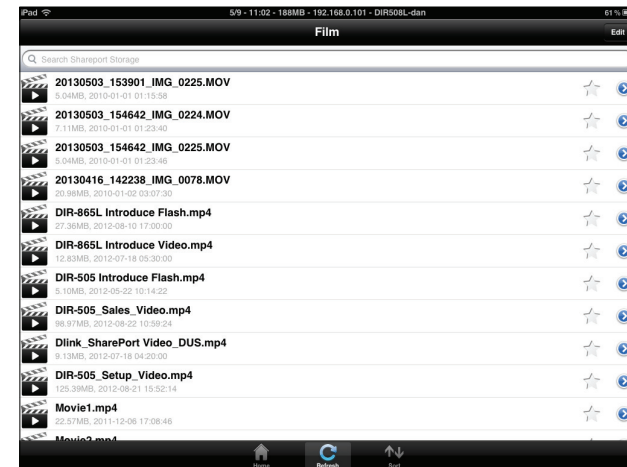 iPad 5/9 - 11:02 - 188MB - 192.168.0.101 - DIR508L-dan 61 %
Film
Edit
Search Shareport Storage
20130503_153901_IMG_0225.MOV
5.04MB, 2010-01-01 01:15:58
20130503_154642_IMG_0224.MOV
7.11MB, 2010-01-01 01:23:40
20130503_154642_IMG_0225.MOV
5.04MB, 2010-01-01 01:23:46
20130416_142238_IMG_0078.MOV
20.98MB, 2010-01-02 03:07:30
DIR-865L Introduce Flash.mp4
27.36MB, 2012-08-10 17:00:00
DIR-865L Introduce Video.mp4
12.83MB, 2012-07-18 05:30:00
DIR-505 Introduce Flash.mp4
5.10MB, 2012-05-22 10:14:22
DIR-505_Sales_Video.mp4
98.97MB, 2012-08-22 10:59:24
Dlink_SharePort Video_DUS.mp4
9.13MB, 2012-07-18 04:20:00
DIR-505_Setup_Video.mp4
125.39MB, 2012-08-21 15:52:14
Movie1.mp4
22.57MB, 2011-12-06 17:08:46
Movie2.mp4
Home Refresh Sort